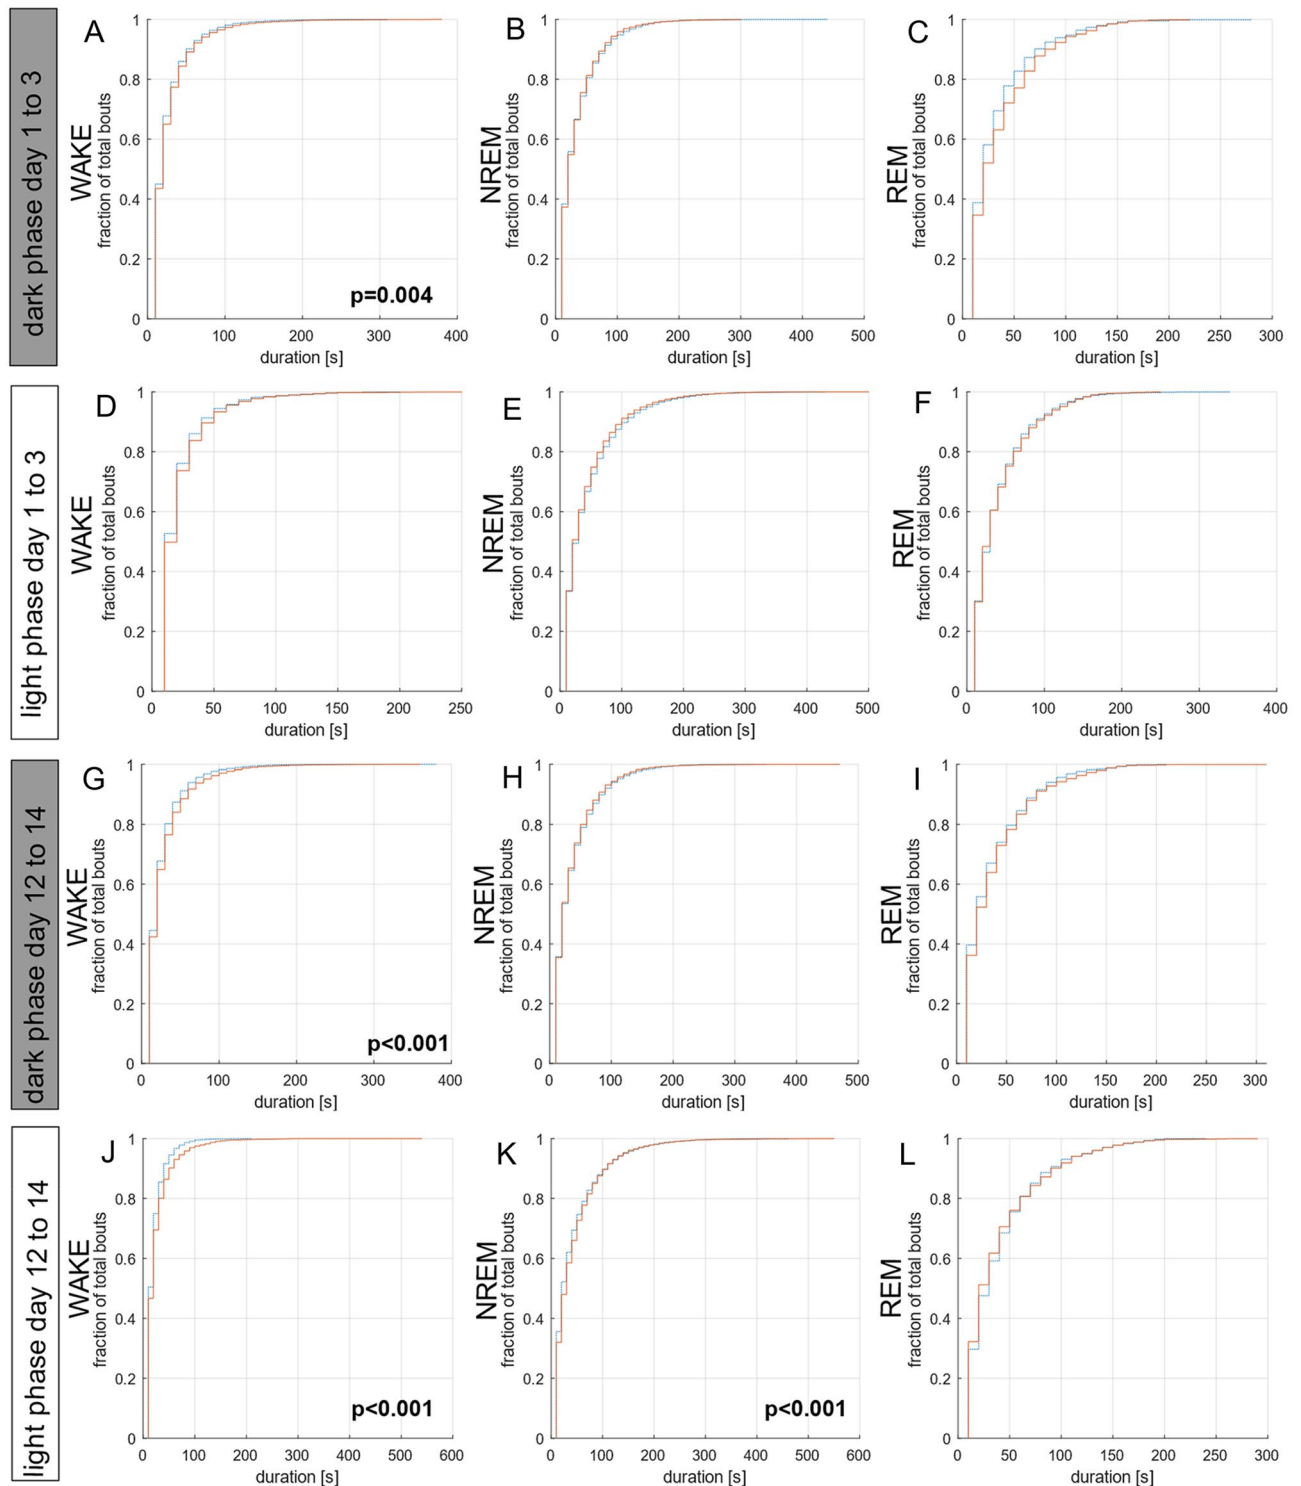 dark phase day 1 to 3
A
WAKE
fraction of total bouts
1
0.8
0.6
0.4
0.2
0
p=0.004
0 100 200 300 400
duration [s]
B
NREM
fraction of total bouts
1
0.8
0.6
0.4
0.2
0
0 100 200 300 400 500
duration [s]
C
REM
fraction of total bouts
1
0.8
0.6
0.4
0.2
0
0 50 100 150 200 250 300
duration [s]
light phase day 1 to 3
D
WAKE
fraction of total bouts
1
0.8
0.6
0.4
0.2
0
0 50 100 150 200 250
duration [s]
E
NREM
fraction of total bouts
1
0.8
0.6
0.4
0.2
0
0 100 200 300 400 500
duration [s]
F
REM
fraction of total bouts
1
0.8
0.6
0.4
0.2
0
0 100 200 300 400
duration [s]
dark phase day 12 to 14
G
WAKE
fraction of total bouts
1
0.8
0.6
0.4
0.2
0
p<0.001
0 100 200 300 400
duration [s]
H
NREM
fraction of total bouts
1
0.8
0.6
0.4
0.2
0
0 100 200 300 400 500
duration [s]
I
REM
fraction of total bouts
1
0.8
0.6
0.4
0.2
0
0 50 100 150 200 250 300
duration [s]
light phase day 12 to 14
J
WAKE
fraction of total bouts
1
0.8
0.6
0.4
0.2
0
p<0.001
0 100 200 300 400 500 600
duration [s]
K
NREM
fraction of total bouts
1
0.8
0.6
0.4
0.2
0
p<0.001
0 100 200 300 400 500 600
duration [s]
L
REM
fraction of total bouts
1
0.8
0.6
0.4
0.2
0
0 50 100 150 200 250 300
duration [s]